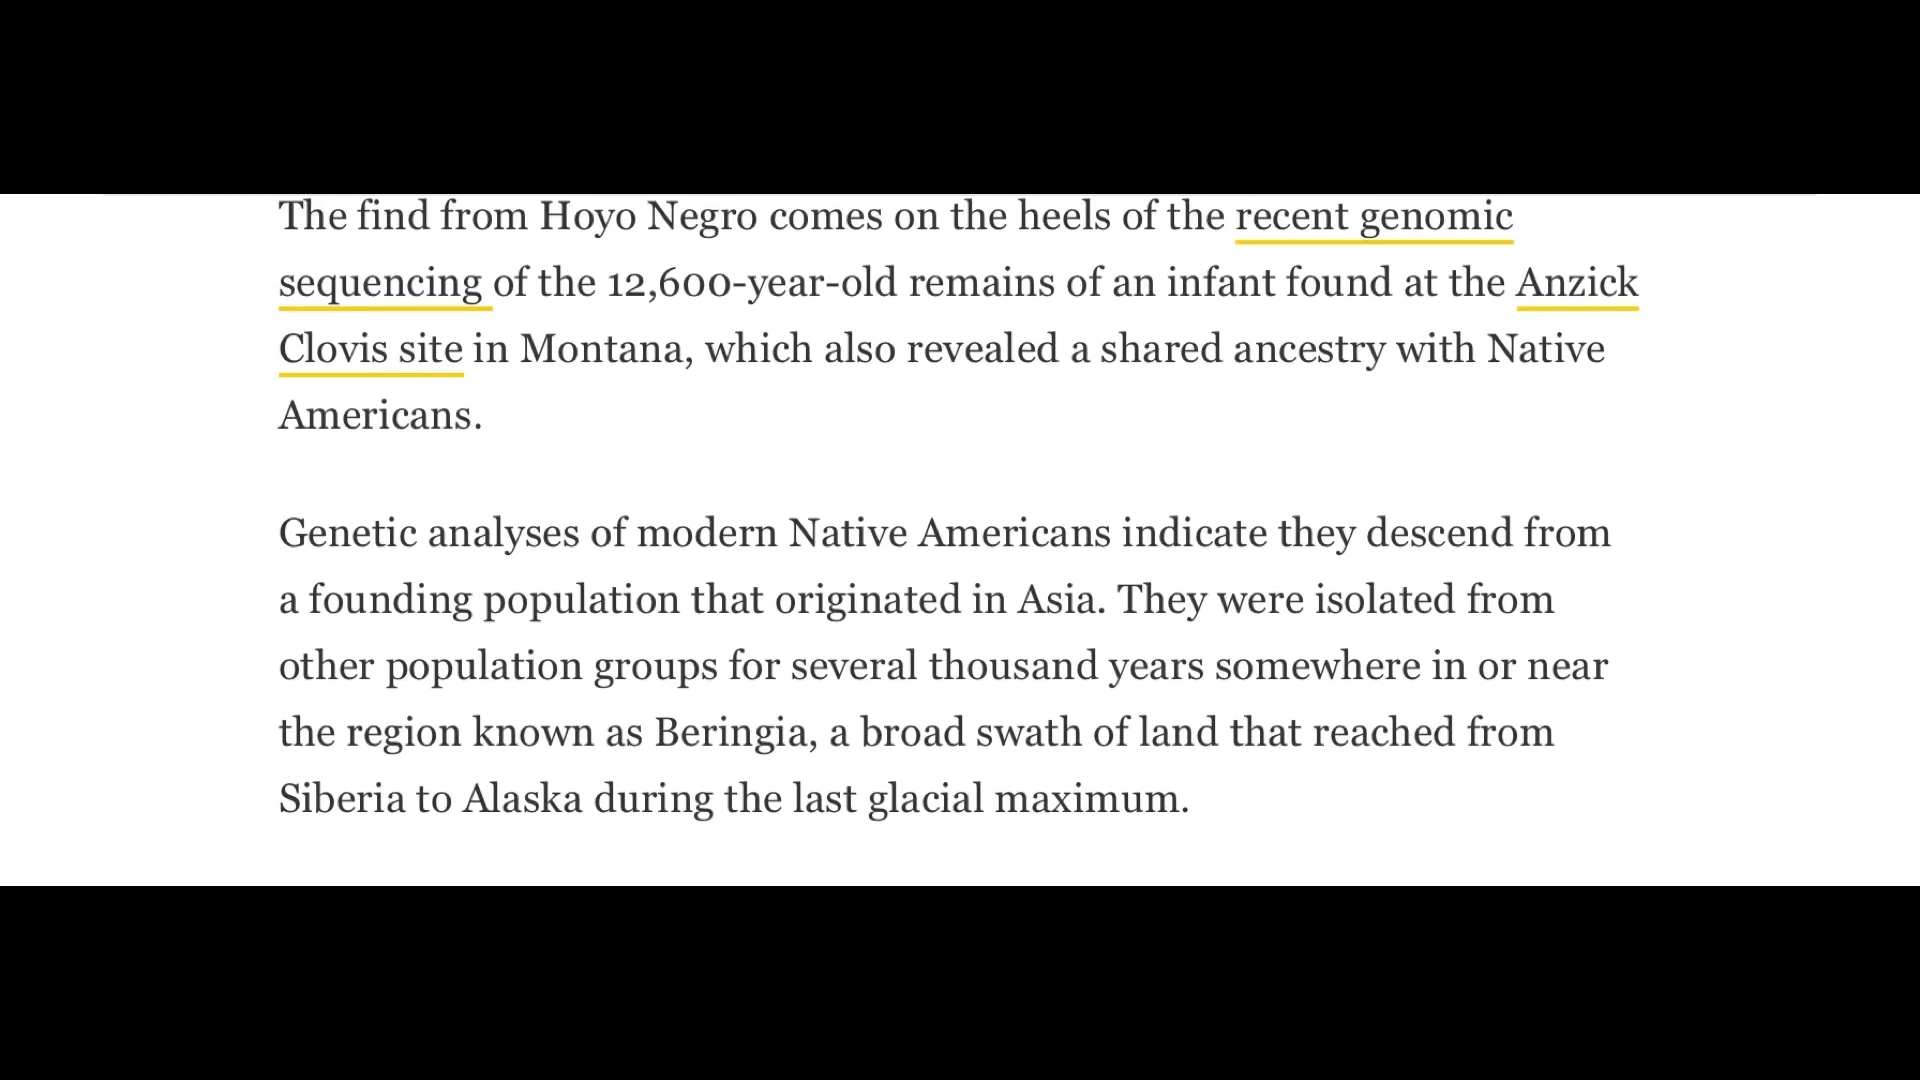 The find from Hoyo Negro comes on the heels of the recent genomic
sequencing of the 12,600-year-old remains of an infant found at the Anzick
Clovis site in Montana, which also revealed a shared ancestry with Native
Americans.
Genetic analyses of modern Native Americans indicate they descend from
a founding population that originated in Asia. They were isolated from
other population groups for several thousand years somewhere in or near
the region known as Beringia, a broad swath of land that reached from
Siberia to Alaska during the last glacial maximum.